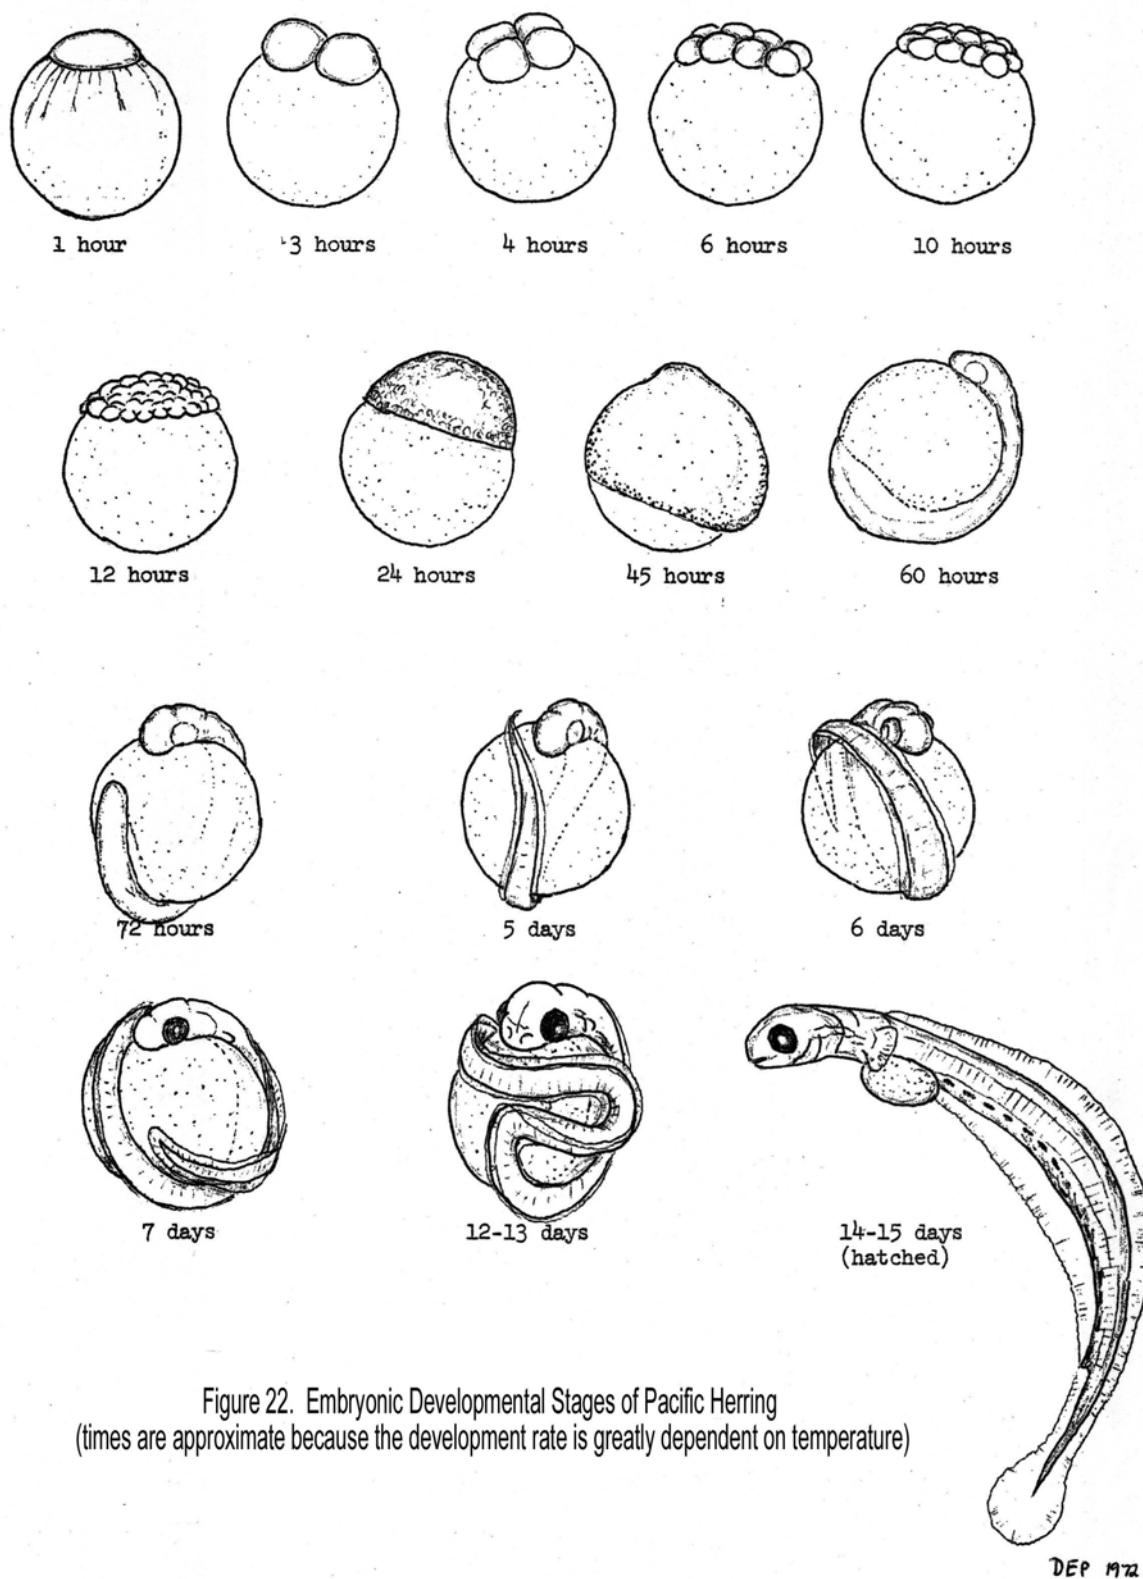 1 hour
3 hours
4 hours
6 hours
10 hours
12 hours
24 hours
45 hours
60 hours
72 hours
5 days
6 days
7 days
12-13 days
14-15 days
(hatched)
Figure 22. Embryonic Developmental Stages of Pacific Herring
(times are approximate because the development rate is greatly dependent on temperature)
DEP 1972